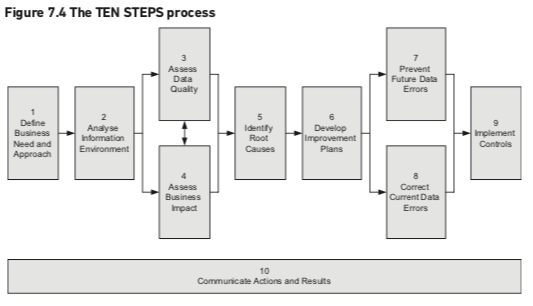 Figure 7.4 The TEN STEPS process
1
Define
Business
Need and
Approach
2
Analyse
Information
Environment
3
Assess
Data
Quality
4
Assess
Business
Impact
5
Identify
Root
Causes
6
Develop
Improvement
Plans
7
Prevent
Future Data
Errors
8
Correct
Current Data
Errors
9
Implement
Controls
10
Communicate Actions and Results